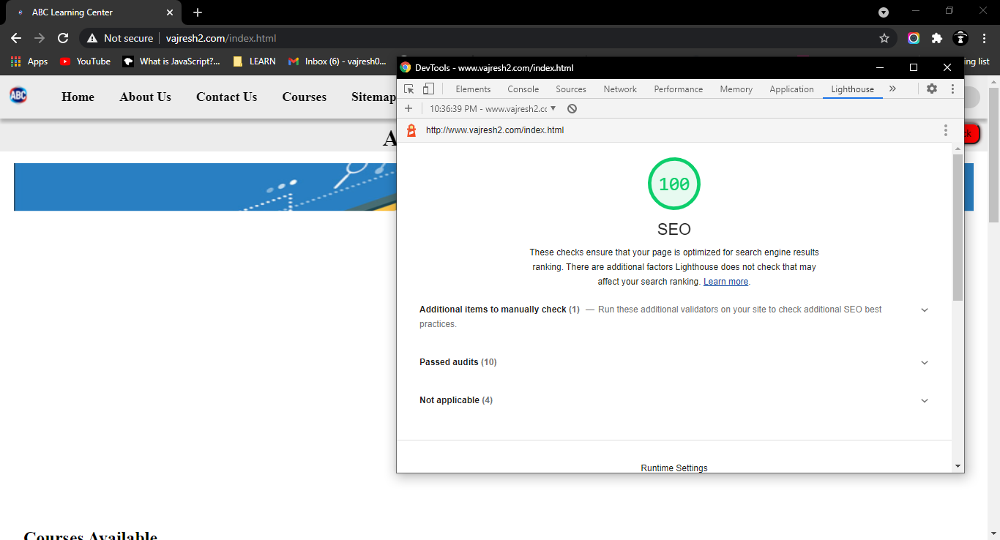 ABC Learning Center
Not secure vajresh2.com/index.html
Apps YouTube What is JavaScript?... LEARN Inbox (6) - vajresh0... ing list
DevTools - www.vajresh2.com/index.html
ABC Home About Us Contact Us Courses Sitemap
Elements Console Sources Network Performance Memory Application Lighthouse »
10:36:39 PM - www.vajresh2.cc
http://www.vajresh2.com/index.html
A
100
SEO
These checks ensure that your page is optimized for search engine results
ranking. There are additional factors Lighthouse does not check that may
affect your search ranking. Learn more.
Additional items to manually check (1) — Run these additional validators on your site to check additional SEO best
practices.
Passed audits (10)
Not applicable (4)
Runtime Settings
Courses Available